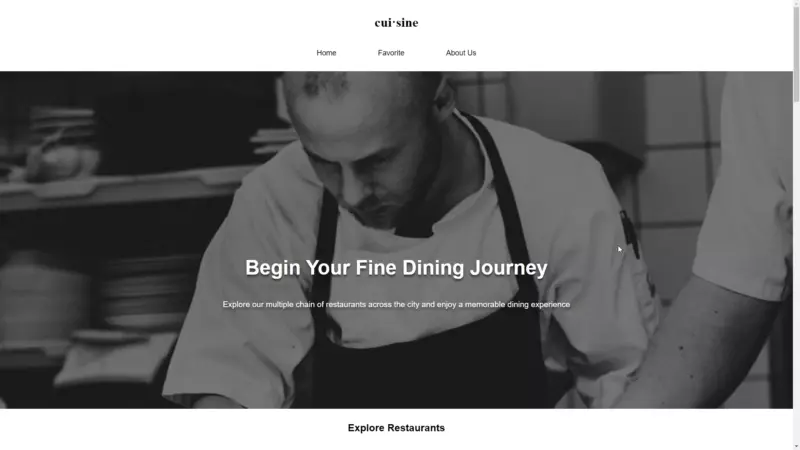 cui·sine
Home Favorite About Us
Begin Your Fine Dining Journey
Explore our multiple chain of restaurants across the city and enjoy a memorable dining experience
Explore Restaurants